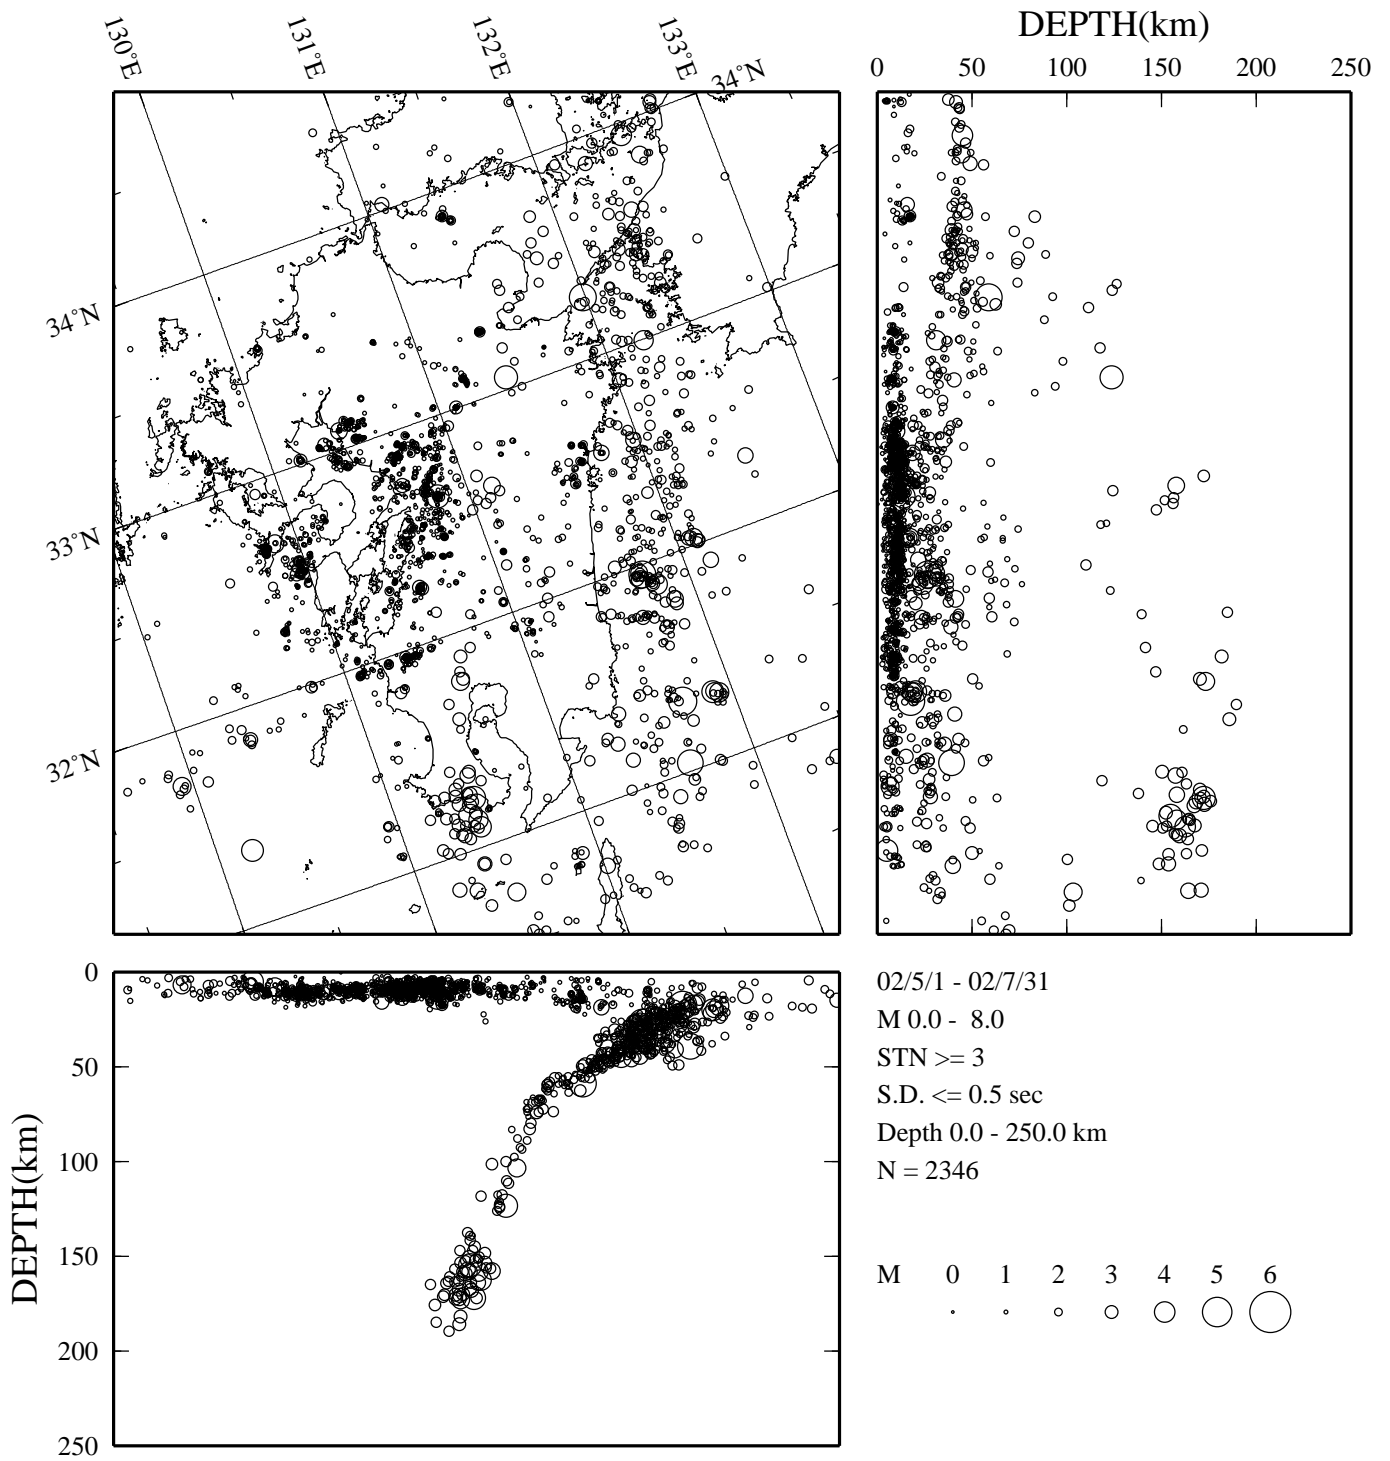 DEPTH(km)
130°E
131°E
132°E
133°E
34°N
0 50 100 150 200 250
34°N
33°N
32°N
DEPTH(km)
0
50
100
150
200
250
02/5/1 - 02/7/31
M 0.0 - 8.0
STN >= 3
S.D. <= 0.5 sec
Depth 0.0 - 250.0 km
N = 2346
M 0 1 2 3 4 5 6